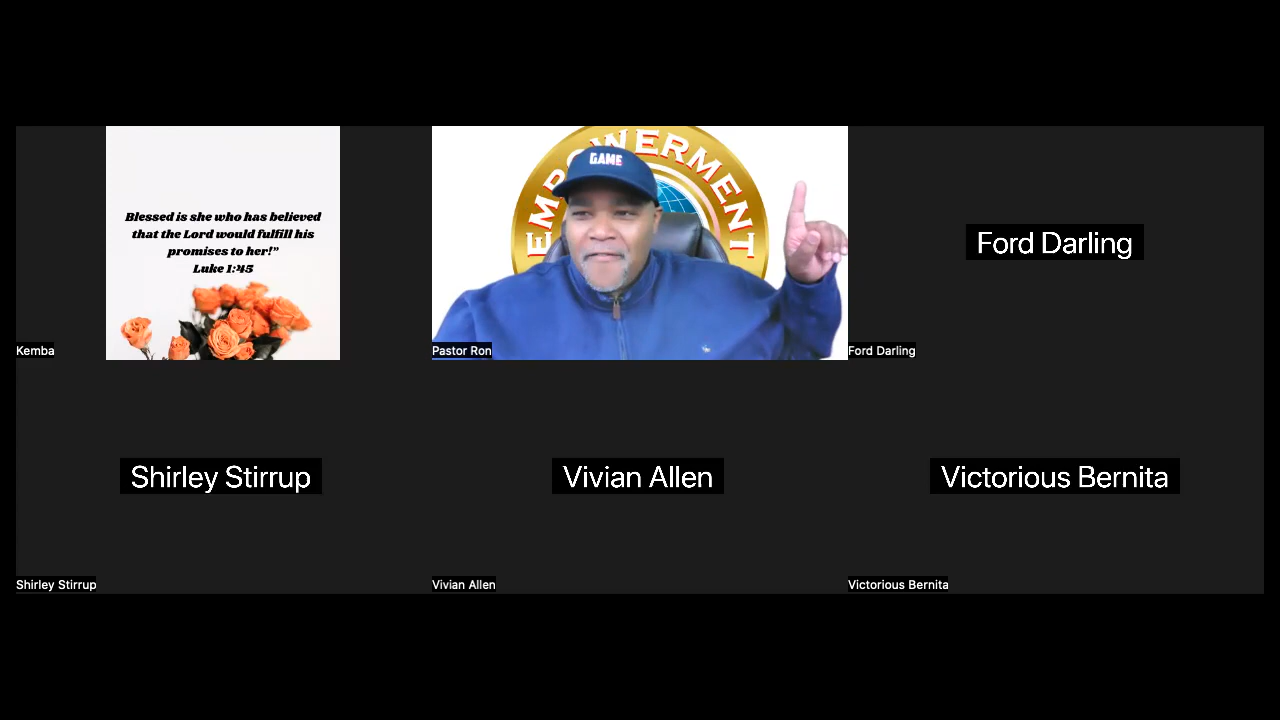 Blessed is she who has believed
that the Lord would fulfill his
promises to her!”
Luke 1:45
Kemba
EMPOWERMENT
GAME
Pastor Ron
Ford Darling
Ford Darling
Shirley Stirrup
Shirley Stirrup
Vivian Allen
Vivian Allen
Victorious Bernita
Victorious Bernita